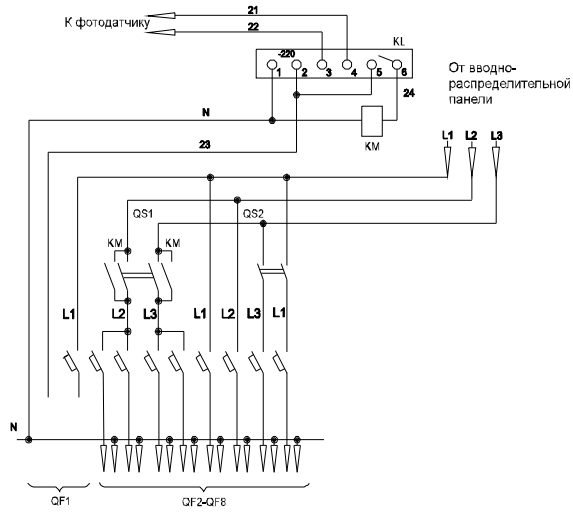 К фотодатчику
21
22
KL
-220
1 2 3 4 5 6
24
От вводно-
распределительной
панели
N
KM
23
L1 L2 L3
QS1
QS2
KM KM
L1 L2 L3 L1 L2 L3 L1
N
QF1
QF2-QF8